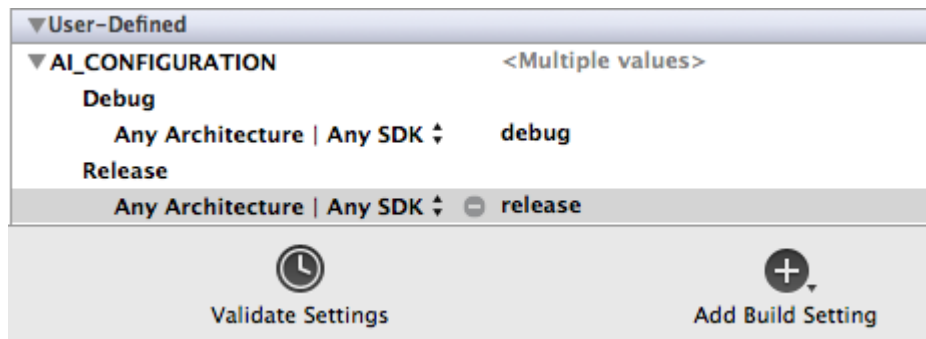 User-Defined
AI_CONFIGURATION <Multiple values>
Debug
Any Architecture | Any SDK debug
Release
Any Architecture | Any SDK release
Validate Settings Add Build Setting